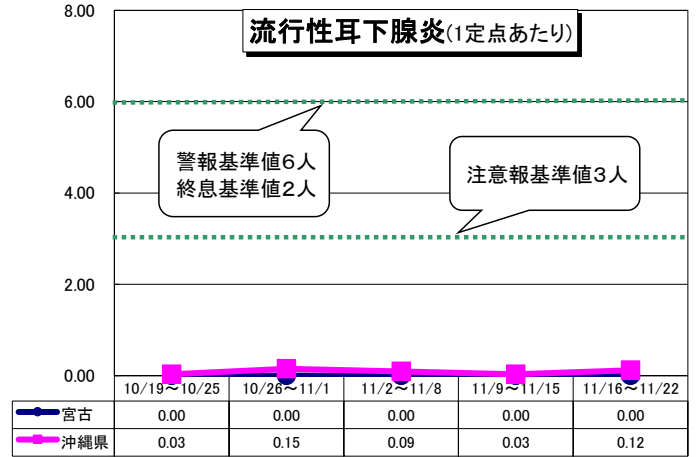 流行性耳下腺炎(1定点あたり)
8.00
6.00
警報基準値6人
終息基準値2人
注意報基準値3人
4.00
2.00
0.00
10/19～10/25 10/26～11/1 11/2～11/8 11/9～11/15 11/16～11/22
宮古 0.00 0.00 0.00 0.00 0.00
沖縄県 0.03 0.15 0.09 0.03 0.12